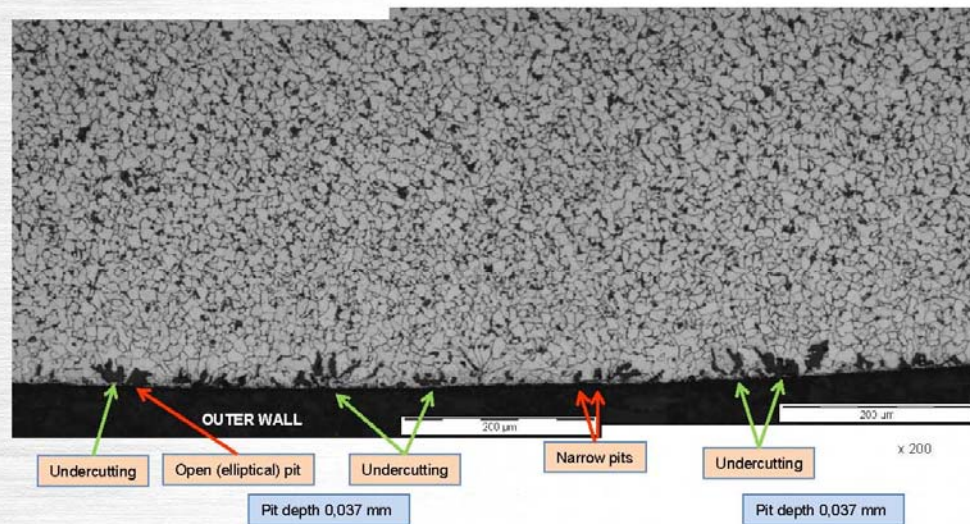 OUTER WALL
200 µm
200 µm
x 200
Undercutting
Open (elliptical) pit
Undercutting
Narrow pits
Undercutting
Pit depth 0,037 mm
Pit depth 0,037 mm